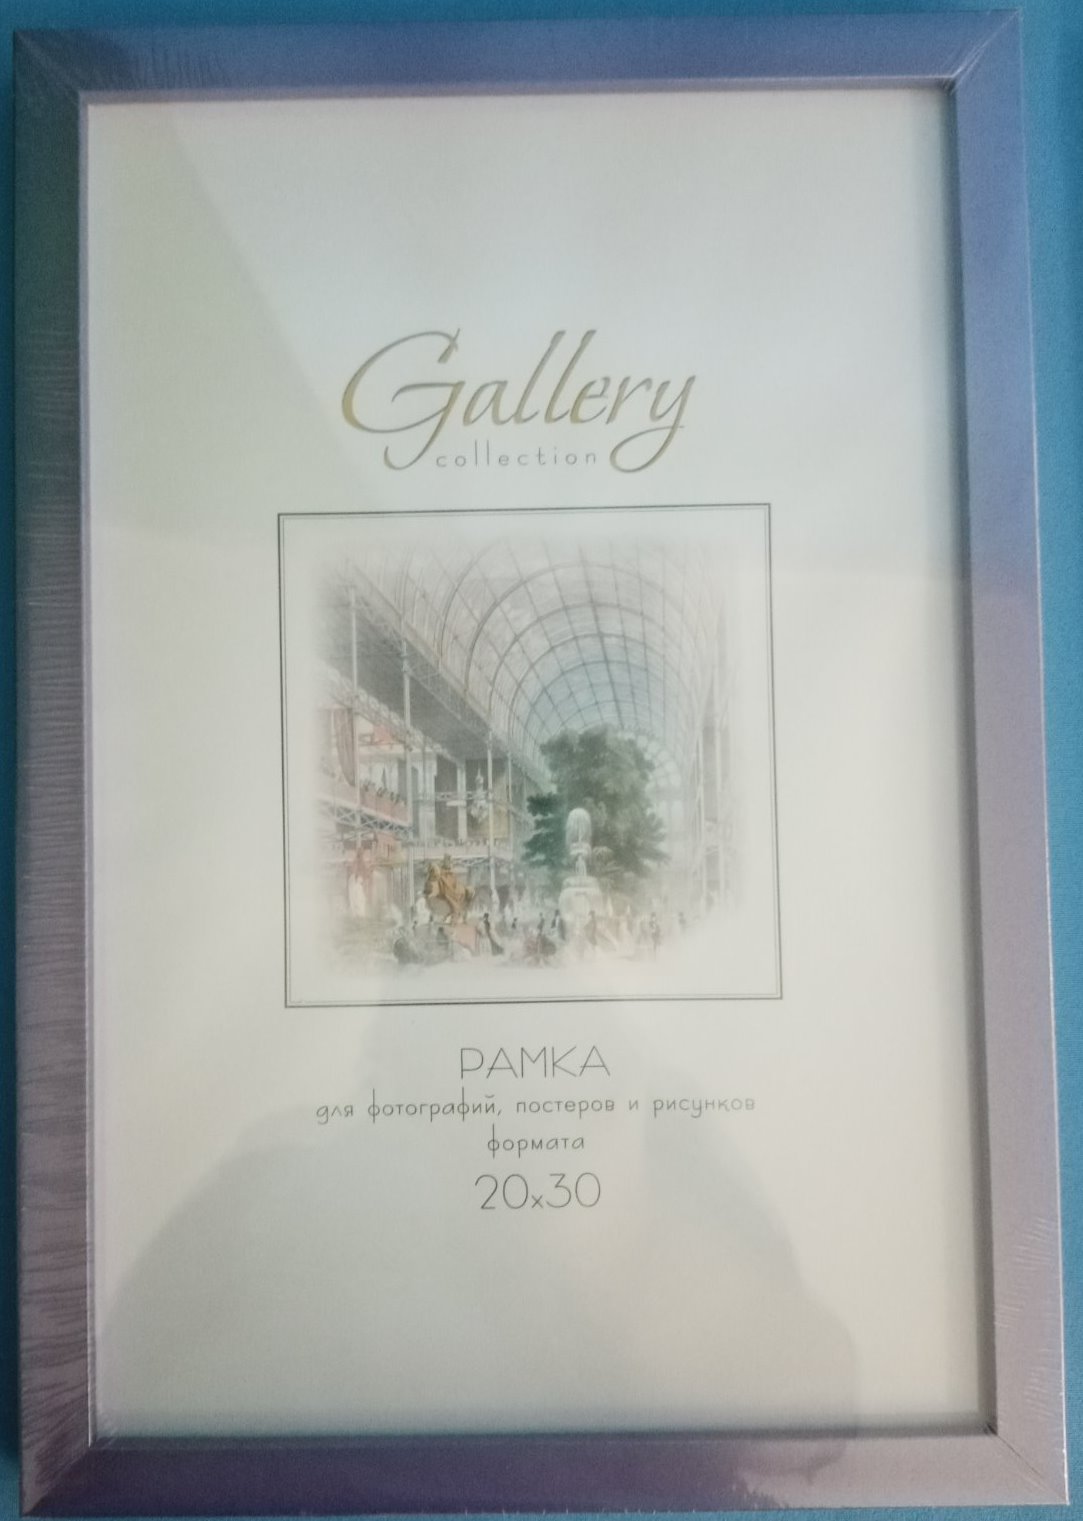 Gallery
collection
РАМКА
для фотографий, постеров и рисунков
формата
20x30